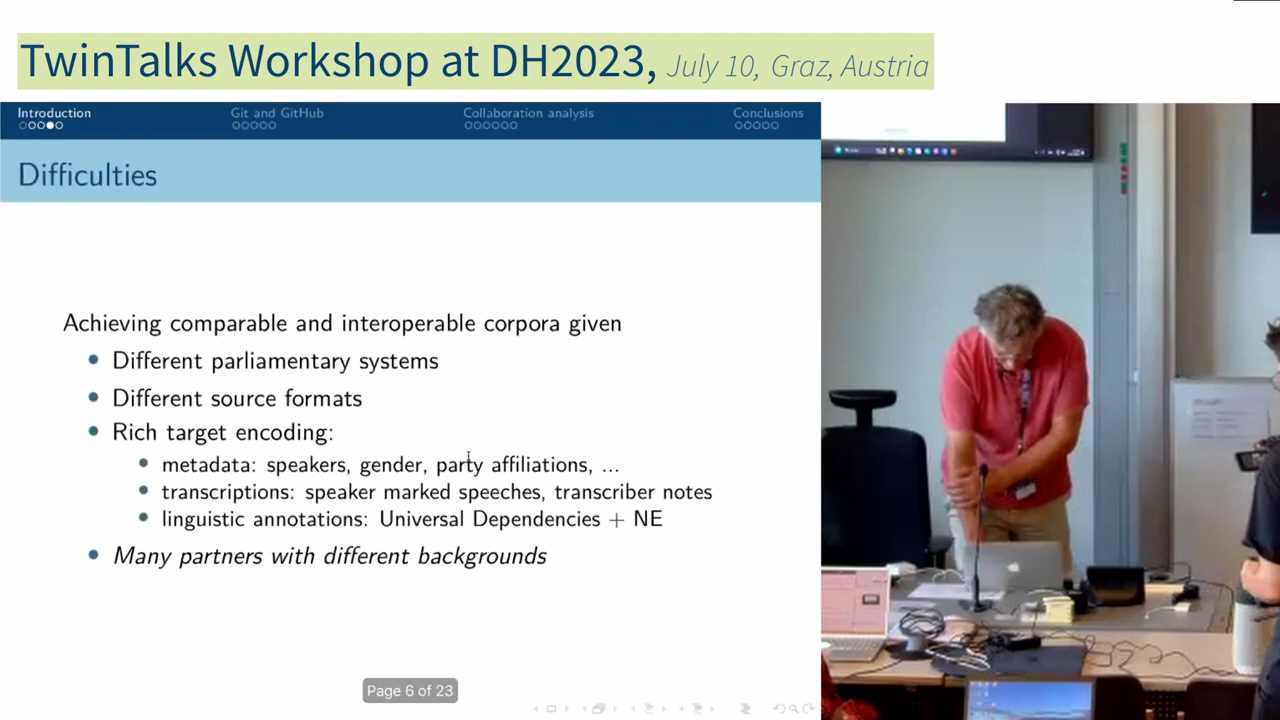 TwinTalks Workshop at DH2023, July 10, Graz, Austria
Introduction
Git and GitHub
Collaboration analysis
Conclusions
Difficulties
Achieving comparable and interoperable corpora given
• Different parliamentary systems
• Different source formats
• Rich target encoding:
• metadata: speakers, gender, party affiliations, ...
• transcriptions: speaker marked speeches, transcriber notes
• linguistic annotations: Universal Dependencies + NE
• Many partners with different backgrounds
Page 6 of 23